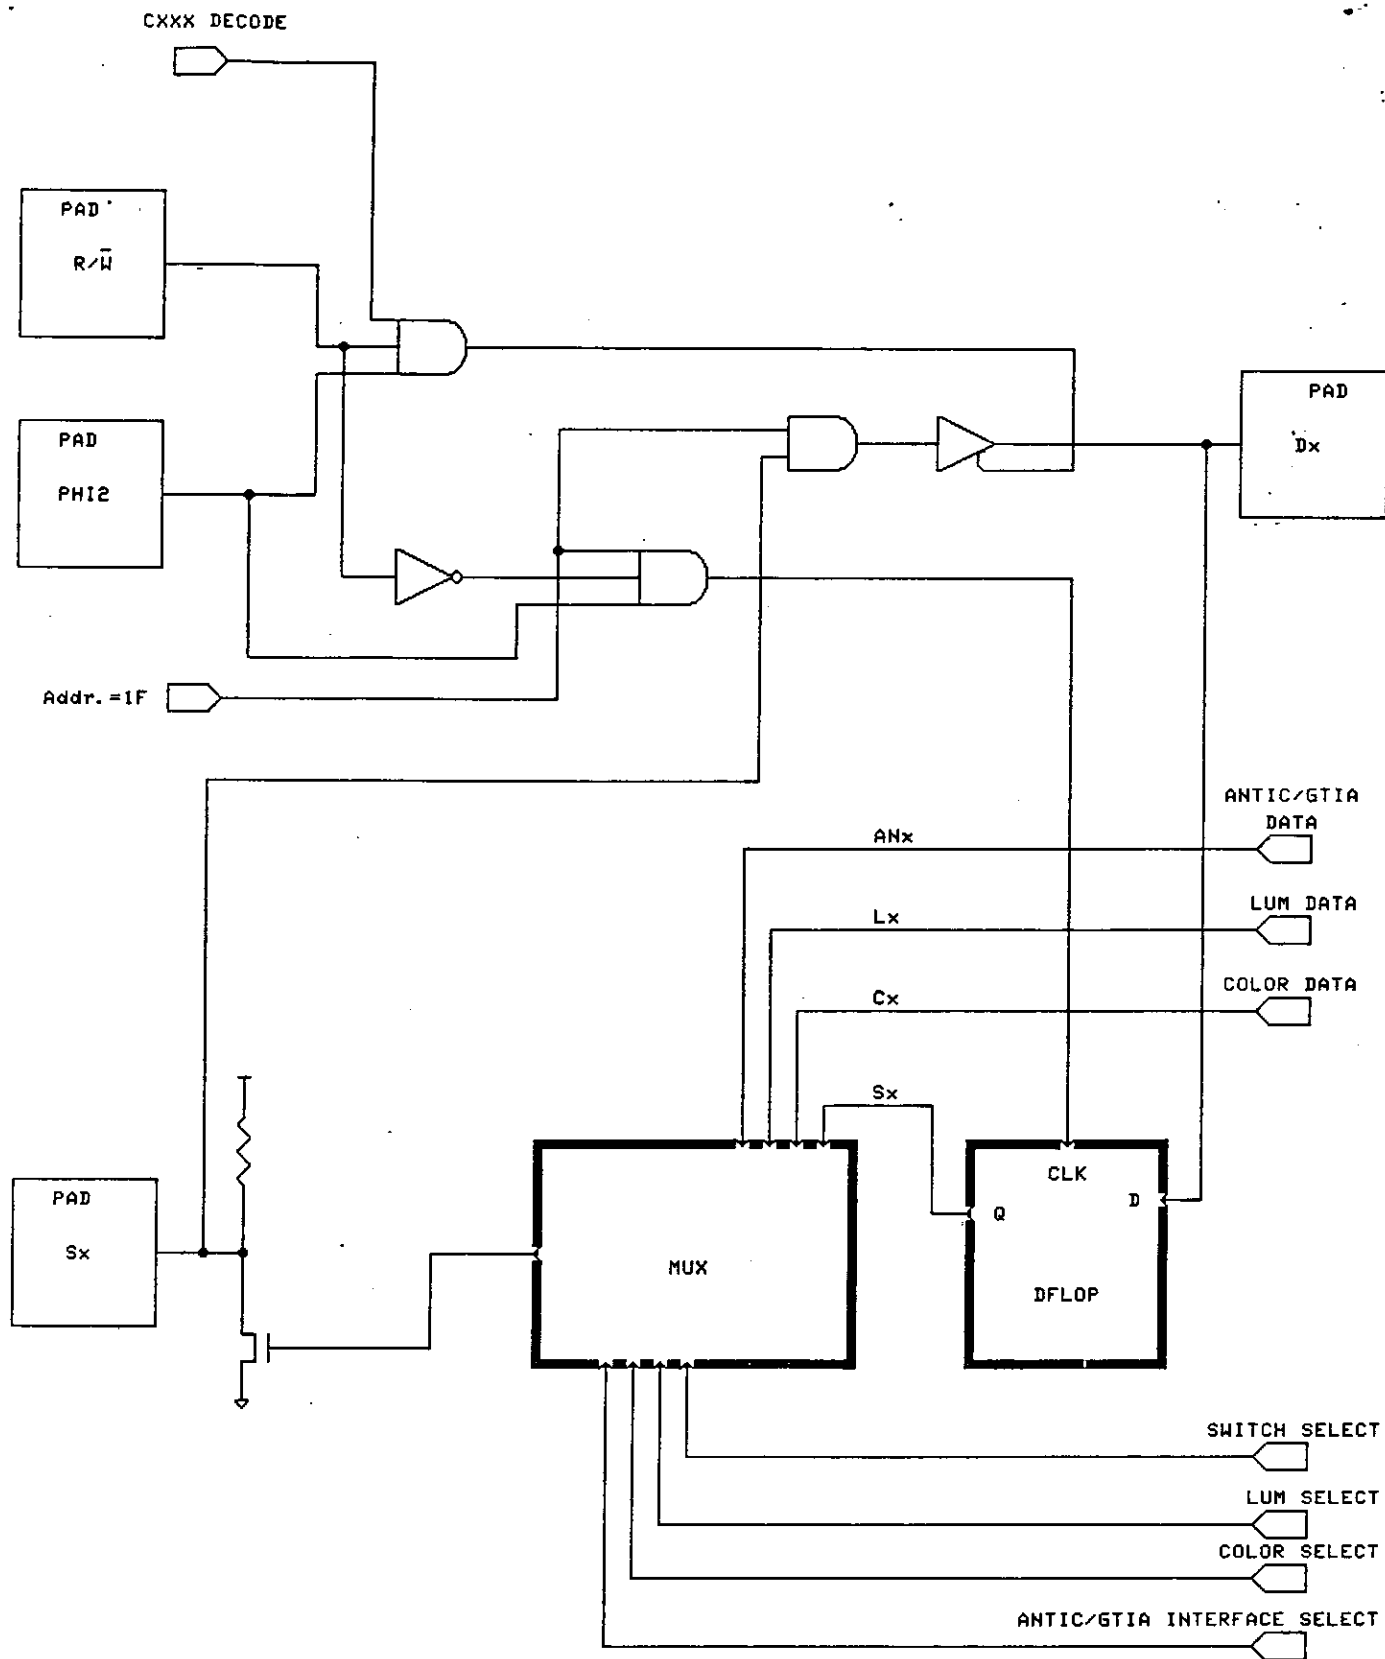 CXXX DECODE
PAD
R/W̅
PAD
PHI2
PAD
Dx
Addr.=1F
ANTIC/GTIA
DATA
ANx
LUM DATA
Lx
COLOR DATA
Cx
Sx
PAD
Sx
MUX
CLK
Q
D
DFLOP
SWITCH SELECT
LUM SELECT
COLOR SELECT
ANTIC/GTIA INTERFACE SELECT